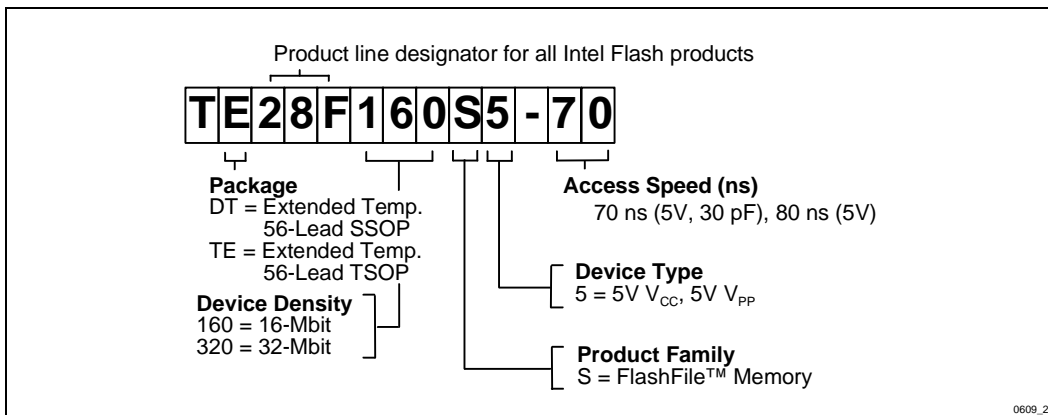 Product line designator for all Intel Flash products
TE28F160S5-70
Package
DT = Extended Temp.
56-Lead SSOP
TE = Extended Temp.
56-Lead TSOP
Device Density
160 = 16-Mbit
320 = 32-Mbit
Access Speed (ns)
70 ns (5V, 30 pF), 80 ns (5V)
Device Type
5 = 5V VCC, 5V VPP
Product Family
S = FlashFile™ Memory
0609_2